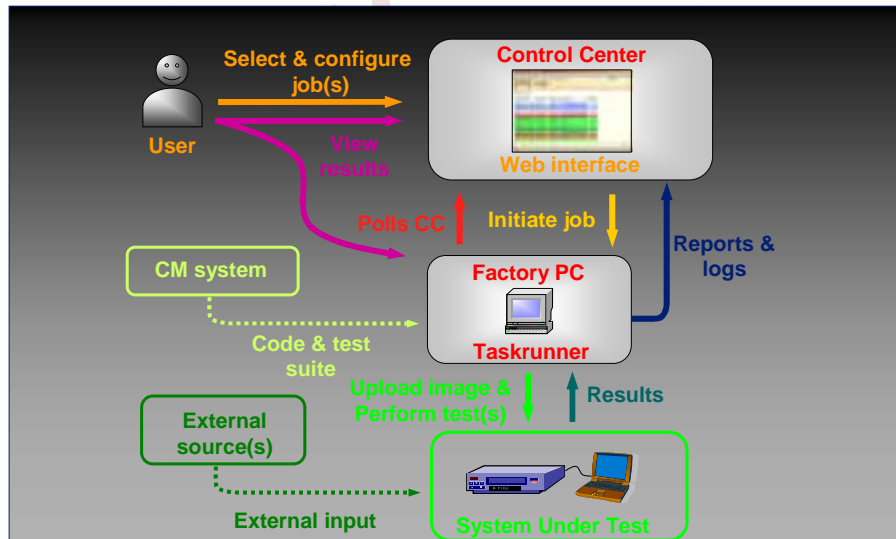 Select & configure
job(s)
Control Center
User
View
results
Web interface
Polls CC
Initiate job
Reports &
logs
CM system
Factory PC
Code & test
suite
Taskrunner
Upload image &
Perform test(s)
Results
External
source(s)
External input
System Under Test